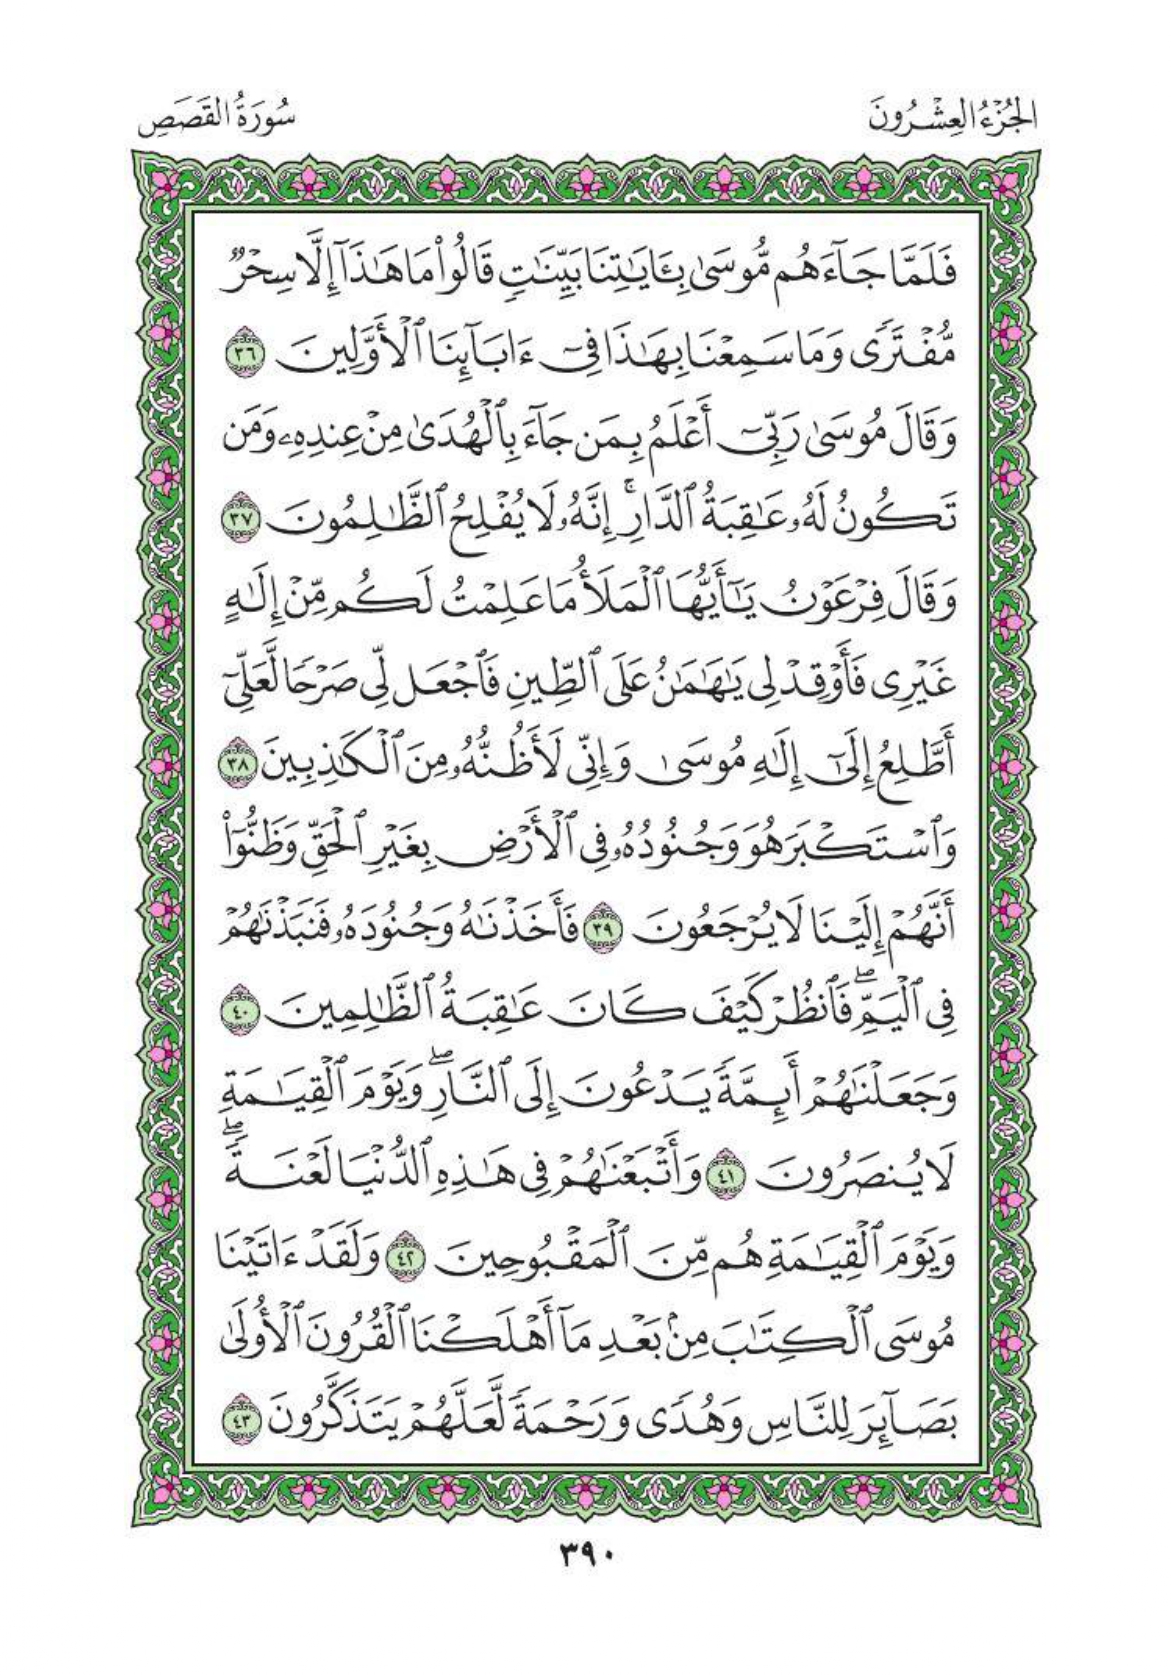 الجُزْءُ العِشْرُونَ
سُورَةُ القَصَصِ
فَلَمَّا جَآءَهُم مُّوسَىٰ بِـَٔايَٰتِنَا بَيِّنَٰتٖ قَالُواْ مَا هَٰذَآ إِلَّا سِحۡرٞ
مُّفۡتَرٗى وَمَا سَمِعۡنَا بِهَٰذَا فِيٓ ءَابَآئِنَا ٱلۡأَوَّلِينَ ٣٦
وَقَالَ مُوسَىٰ رَبِّيٓ أَعۡلَمُ بِمَن جَآءَ بِٱلۡهُدَىٰ مِنۡ عِندِهِۦ وَمَن
تَكُونُ لَهُۥ عَٰقِبَةُ ٱلدَّارِۚ إِنَّهُۥ لَا يُفۡلِحُ ٱلظَّٰلِمُونَ ٣٧
وَقَالَ فِرۡعَوۡنُ يَٰٓأَيُّهَا ٱلۡمَلَأُ مَا عَلِمۡتُ لَكُم مِّنۡ إِلَٰهٍ
غَيۡرِي فَأَوۡقِدۡ لِي يَٰهَٰمَٰنُ عَلَى ٱلطِّينِ فَٱجۡعَل لِّي صَرۡحٗا لَّعَلِّيٓ
أَطَّلِعُ إِلَىٰٓ إِلَٰهِ مُوسَىٰ وَإِنِّي لَأَظُنُّهُۥ مِنَ ٱلۡكَٰذِبِينَ ٣٨
وَٱسۡتَكۡبَرَ هُوَ وَجُنُودُهُۥ فِي ٱلۡأَرۡضِ بِغَيۡرِ ٱلۡحَقِّ وَظَنُّوٓاْ
أَنَّهُمۡ إِلَيۡنَا لَا يُرۡجَعُونَ ٣٩ فَأَخَذۡنَٰهُ وَجُنُودَهُۥ فَنَبَذۡنَٰهُمۡ
فِي ٱلۡيَمِّۖ فَٱنظُرۡ كَيۡفَ كَانَ عَٰقِبَةُ ٱلظَّٰلِمِينَ ٤٠
وَجَعَلۡنَٰهُمۡ أَئِمَّةٗ يَدۡعُونَ إِلَى ٱلنَّارِۖ وَيَوۡمَ ٱلۡقِيَٰمَةِ
لَا يُنصَرُونَ ٤١ وَأَتۡبَعۡنَٰهُمۡ فِي هَٰذِهِ ٱلدُّنۡيَا لَعۡنَةٗۖ
وَيَوۡمَ ٱلۡقِيَٰمَةِ هُم مِّنَ ٱلۡمَقۡبُوحِينَ ٤٢ وَلَقَدۡ ءَاتَيۡنَا
مُوسَى ٱلۡكِتَٰبَ مِنۢ بَعۡدِ مَآ أَهۡلَكۡنَا ٱلۡقُرُونَ ٱلۡأُولَىٰ
بَصَآئِرَ لِلنَّاسِ وَهُدٗى وَرَحۡمَةٗ لَّعَلَّهُمۡ يَتَذَكَّرُونَ ٤٣
٣٩٠